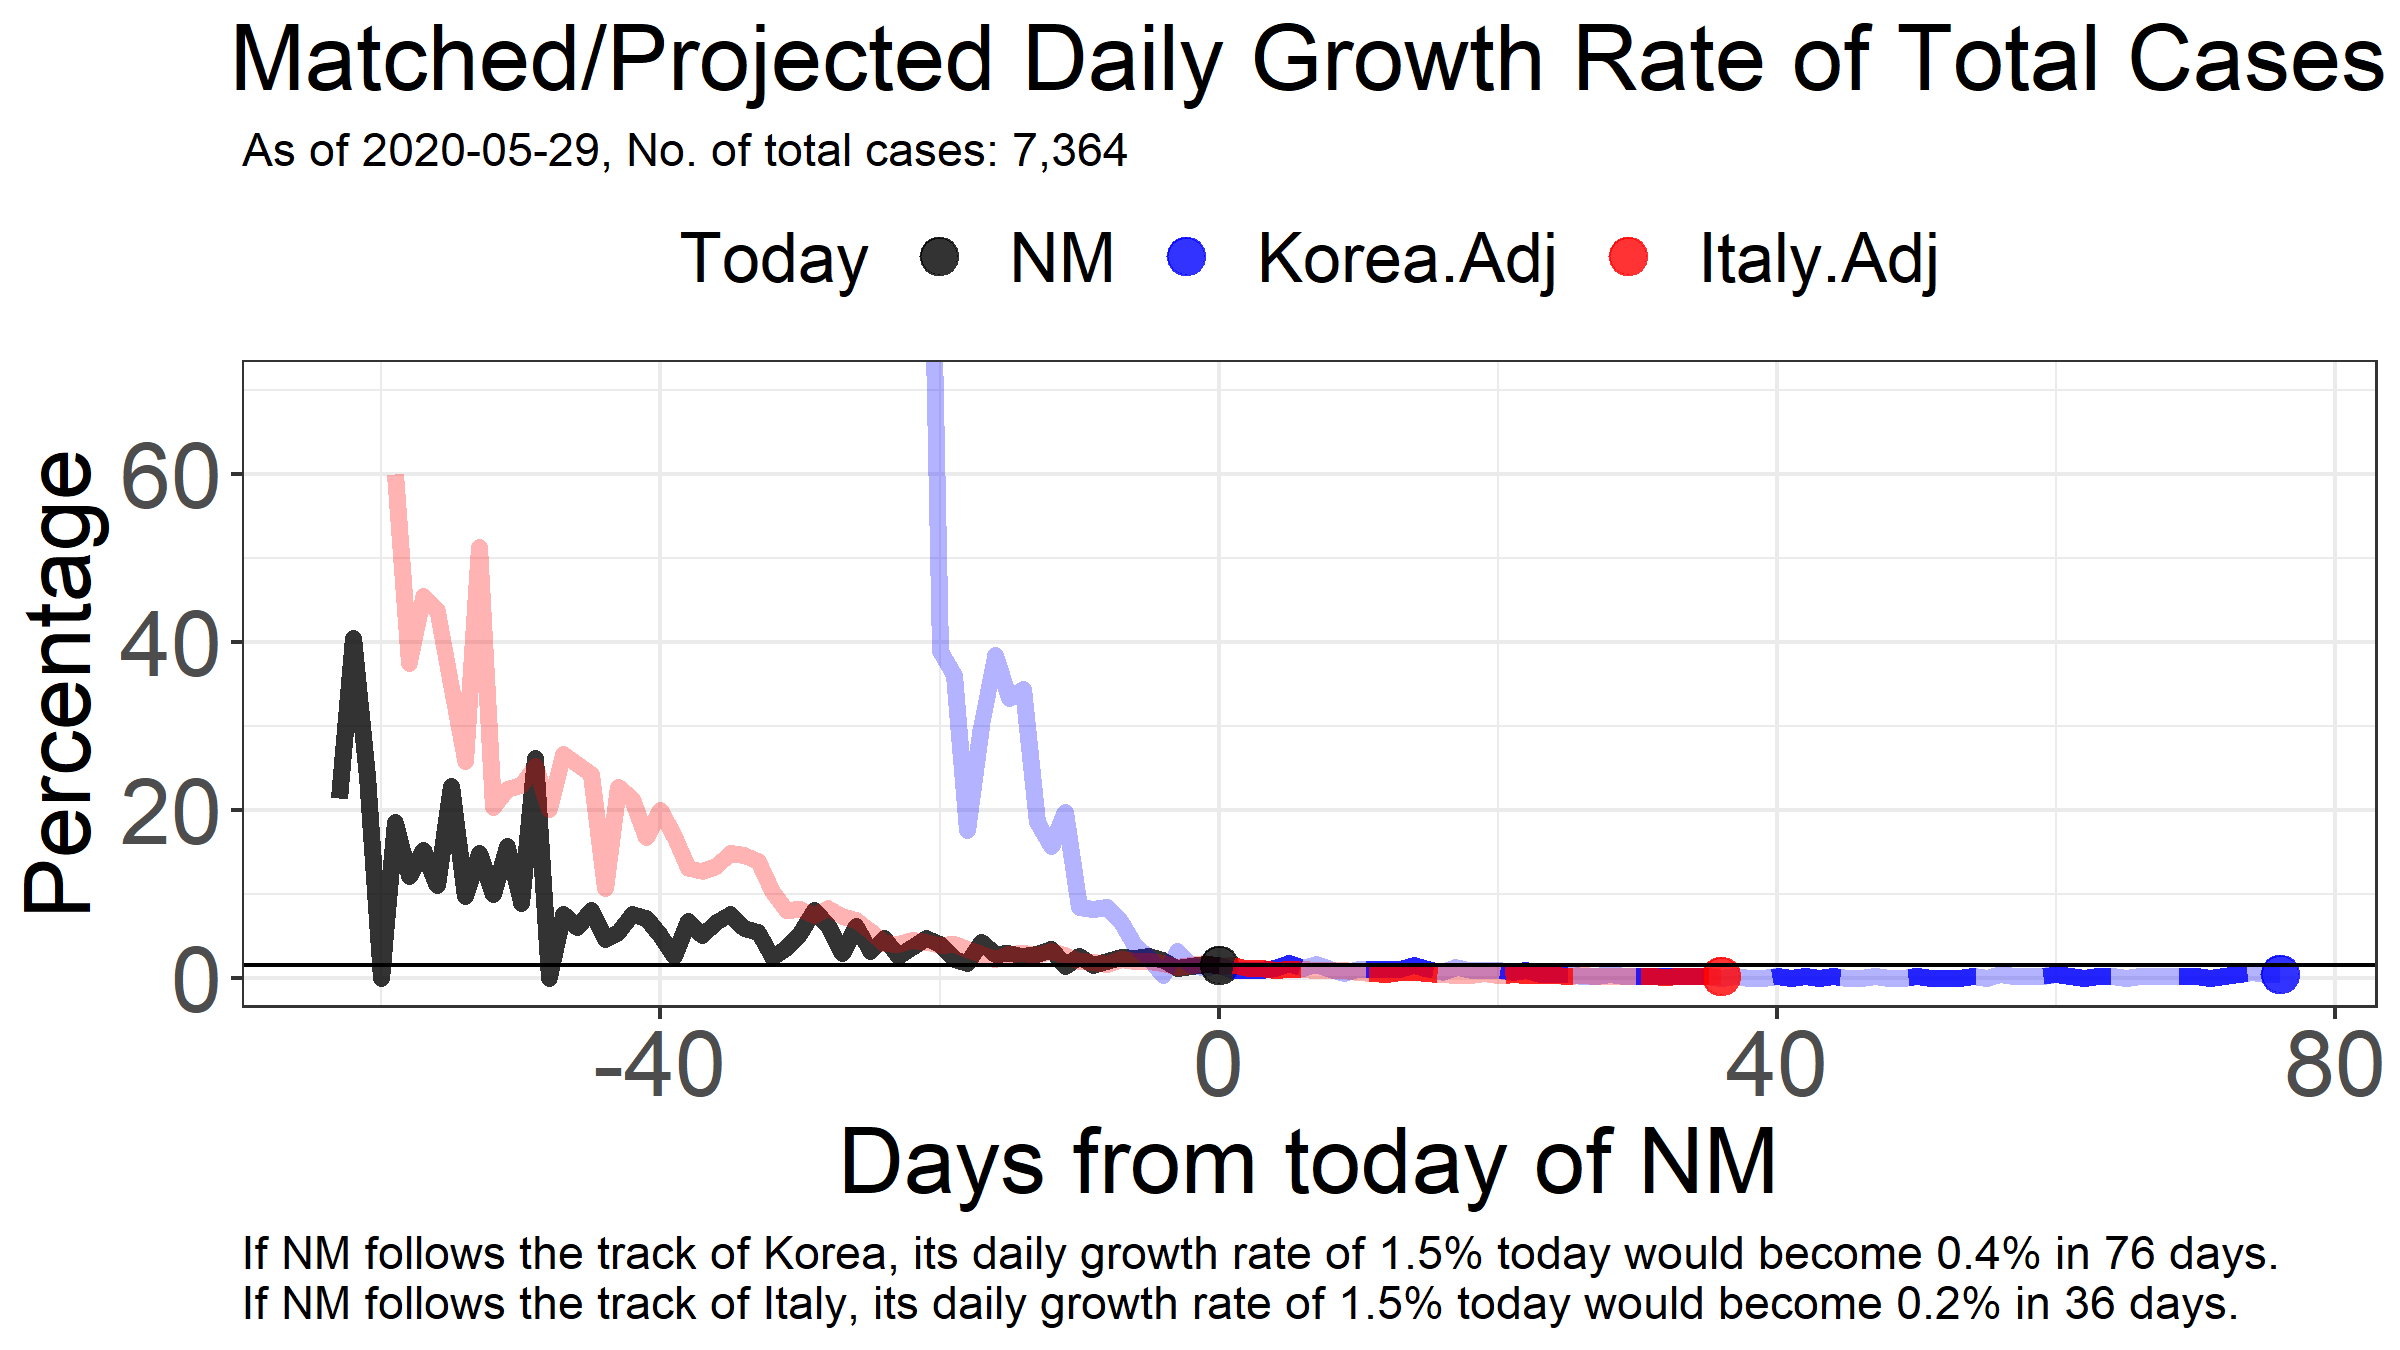 Matched/Projected Daily Growth Rate of Total Cases
As of 2020-05-29, No. of total cases: 7,364
Today NM Korea.Adj Italy.Adj
Percentage
60
40
20
0
-40 0 40 80
Days from today of NM
If NM follows the track of Korea, its daily growth rate of 1.5% today would become 0.4% in 76 days.
If NM follows the track of Italy, its daily growth rate of 1.5% today would become 0.2% in 36 days.